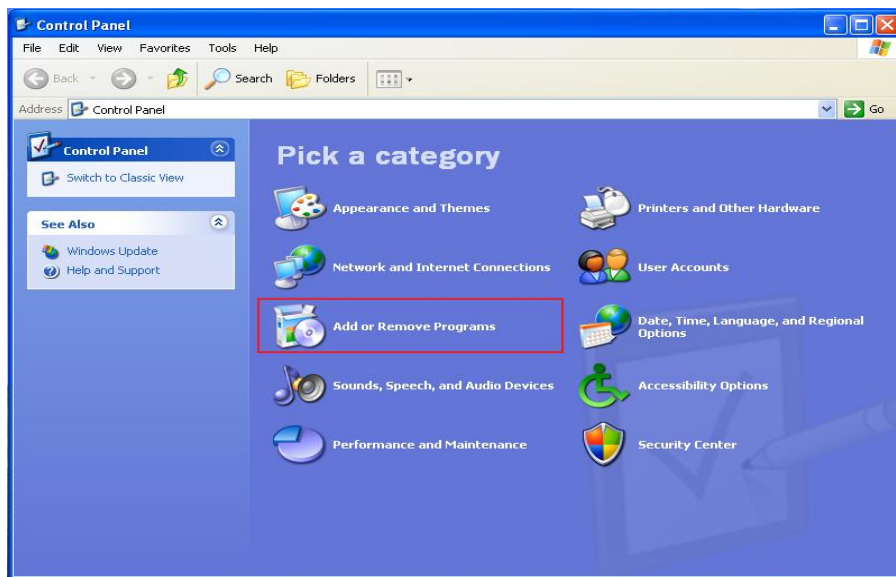 Control Panel
File Edit View Favorites Tools Help
Back Search Folders
Address Control Panel Go
Control Panel
Switch to Classic View
See Also
Windows Update
Help and Support
Pick a category
Appearance and Themes
Printers and Other Hardware
Network and Internet Connections
User Accounts
Add or Remove Programs
Date, Time, Language, and Regional
Options
Sounds, Speech, and Audio Devices
Accessibility Options
Performance and Maintenance
Security Center